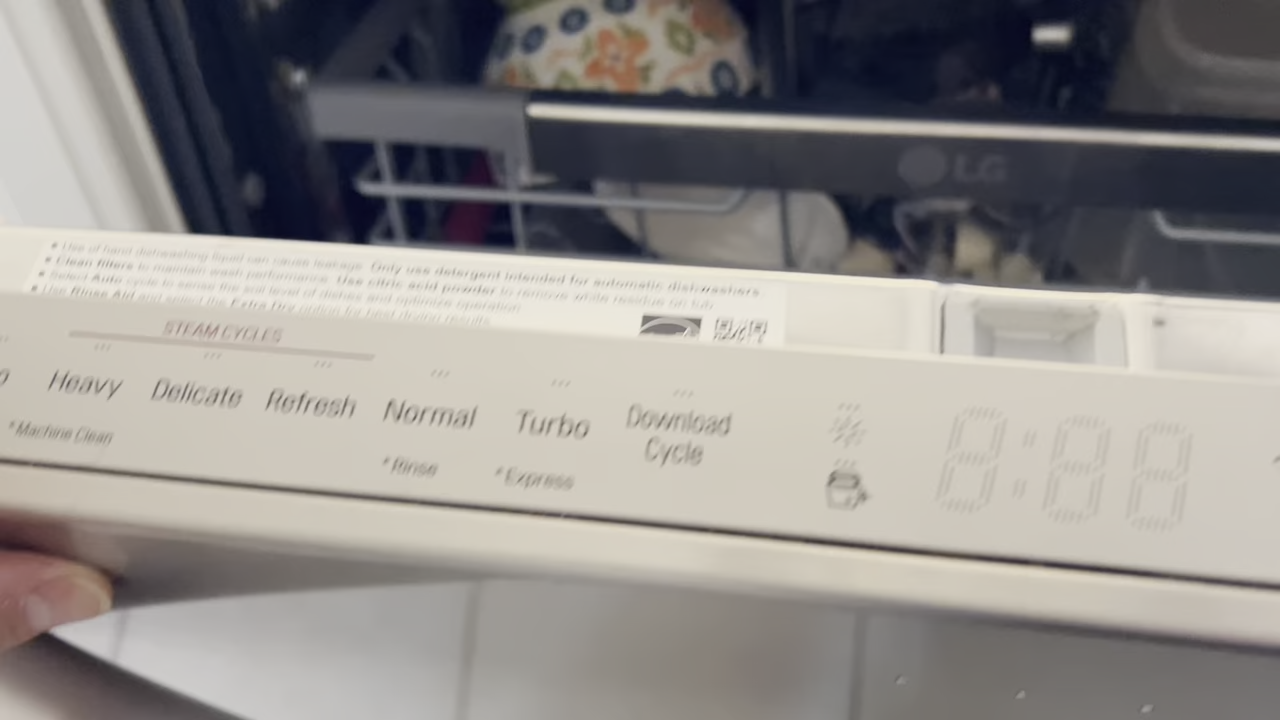 LG
• Use of hand dishwashing liquid can cause leakage. Only use detergent intended for automatic dishwashers.
• Clean filters to maintain wash performance. Use citric acid powder to remove white residue on tub.
• Select Auto cycle to sense the soil level of dishes and optimize operation.
• Use Rinse Aid and select the Extra Dry option for best drying results.
STEAM CYCLES
Heavy Delicate Refresh Normal Turbo Download
Cycle
*Machine Clean *Rinse *Express
8:88